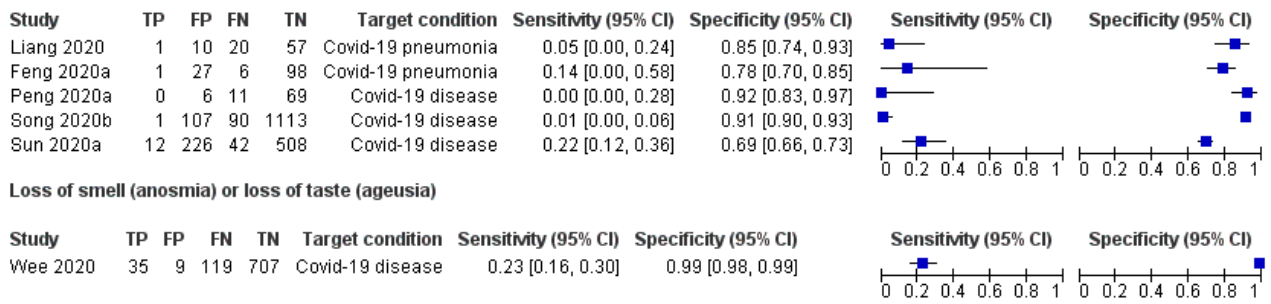 Study TP FP FN TN Target condition Sensitivity (95% CI) Specificity (95% CI) Sensitivity (95% CI) Specificity (95% CI)
Liang 2020 1 10 20 57 Covid-19 pneumonia 0.05 [0.00, 0.24] 0.85 [0.74, 0.93]
Feng 2020a 1 27 6 98 Covid-19 pneumonia 0.14 [0.00, 0.58] 0.78 [0.70, 0.85]
Peng 2020a 0 6 11 69 Covid-19 disease 0.00 [0.00, 0.28] 0.92 [0.83, 0.97]
Song 2020b 1 107 90 1113 Covid-19 disease 0.01 [0.00, 0.06] 0.91 [0.90, 0.93]
Sun 2020a 12 226 42 508 Covid-19 disease 0.22 [0.12, 0.36] 0.69 [0.66, 0.73]
0 0.2 0.4 0.6 0.8 1 0 0.2 0.4 0.6 0.8 1
Loss of smell (anosmia) or loss of taste (ageusia)
Study TP FP FN TN Target condition Sensitivity (95% CI) Specificity (95% CI) Sensitivity (95% CI) Specificity (95% CI)
Wee 2020 35 9 119 707 Covid-19 disease 0.23 [0.16, 0.30] 0.99 [0.98, 0.99]
0 0.2 0.4 0.6 0.8 1 0 0.2 0.4 0.6 0.8 1